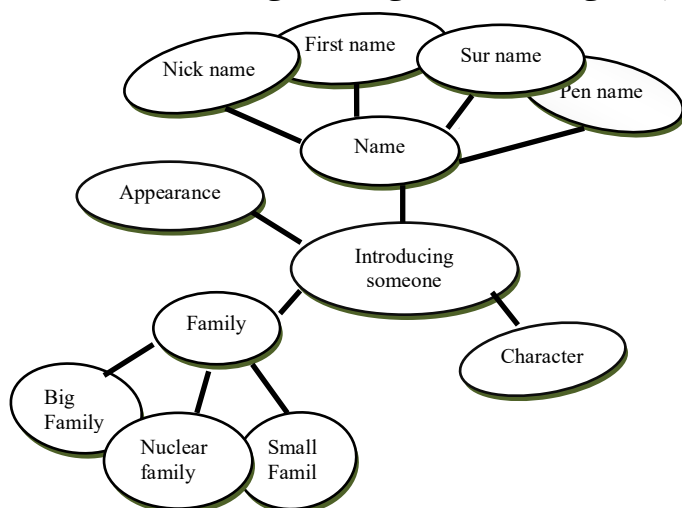 First name
Nick name
Sur name
Pen name
Name
Appearance
Introducing
someone
Family
Character
Big
Family
Nuclear
family
Small
Famil